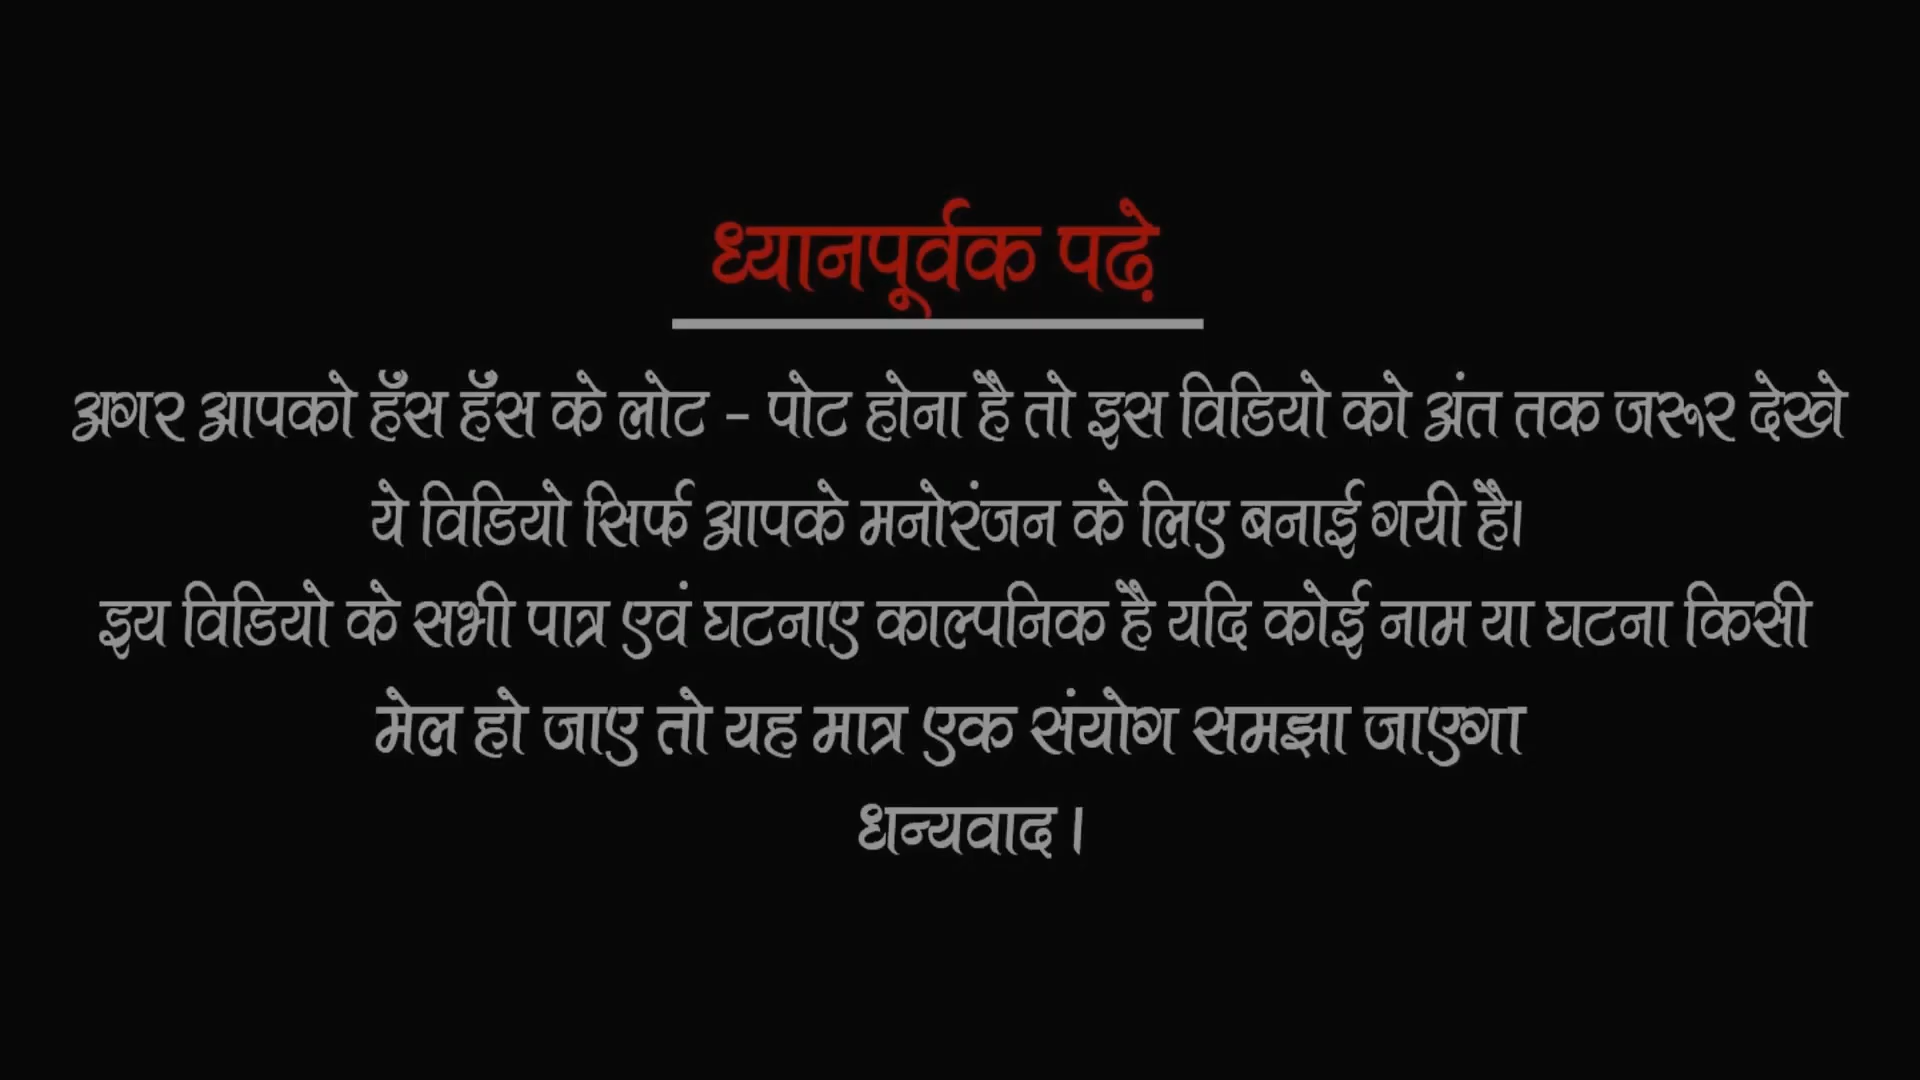 ध्यानपूर्वक पढ़े
अगर आपको हँस हँस के लोट - पोट होना है तो इस विडियो को अंत तक जरूर देखे
ये विडियो सिर्फ आपके मनोरंजन के लिए बनाई गयी है।
इय विडियो के सभी पात्र एवं घटनाए काल्पनिक है यदि कोई नाम या घटना किसी
मेल हो जाए तो यह मात्र एक संयोग समझा जाएगा
धन्यवाद ।